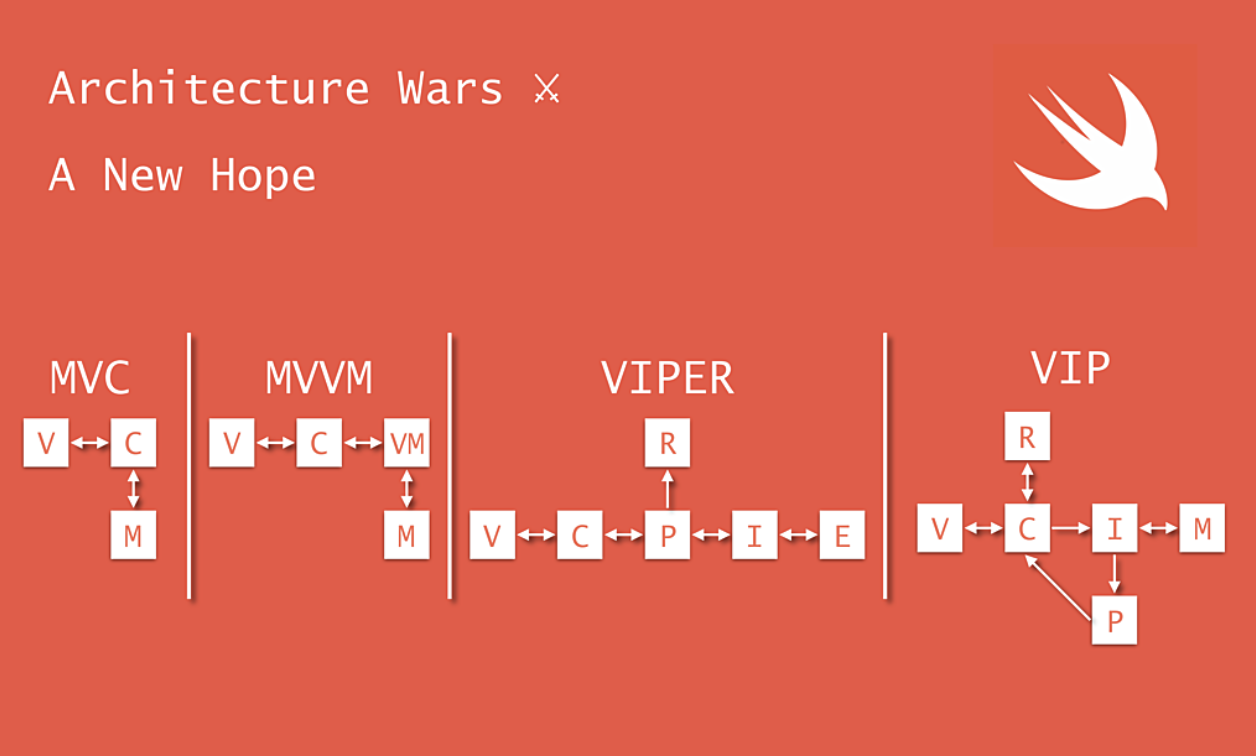 Architecture Wars ⚔
A New Hope
MVC
V C
M
MVVM
V C VM
M
VIPER
R
V C P I E
VIP
R
V C I M
P